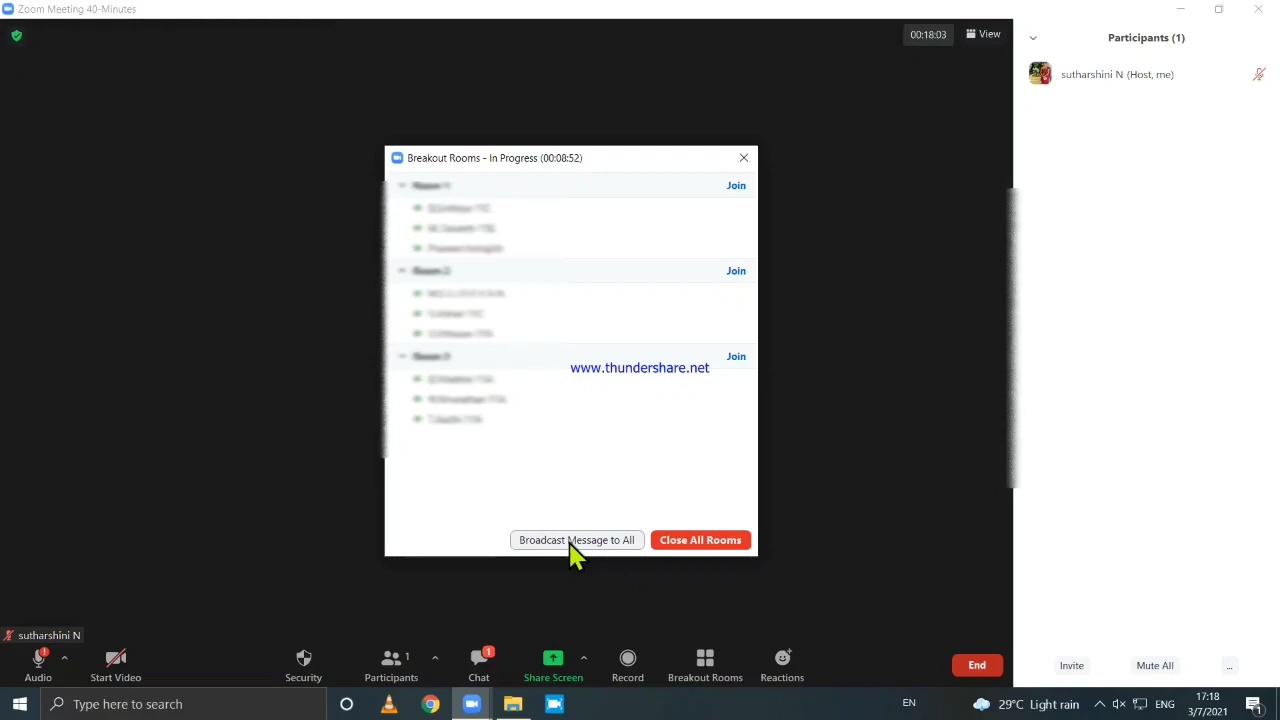 Zoom Meeting 40-Minutes
00:18:03
View
Participants (1)
sutharshini N (Host, me)
Breakout Rooms - In Progress (00:08:52)
Join
Join
Join
www.thundershare.net
Broadcast Message to All
Close All Rooms
sutharshini N
Audio
Start Video
Security
1
Participants
1
Chat
Share Screen
Record
Breakout Rooms
Reactions
End
Invite
Mute All
...
Type here to search
EN
29°C Light rain
ENG
17:18
3/7/2021
1